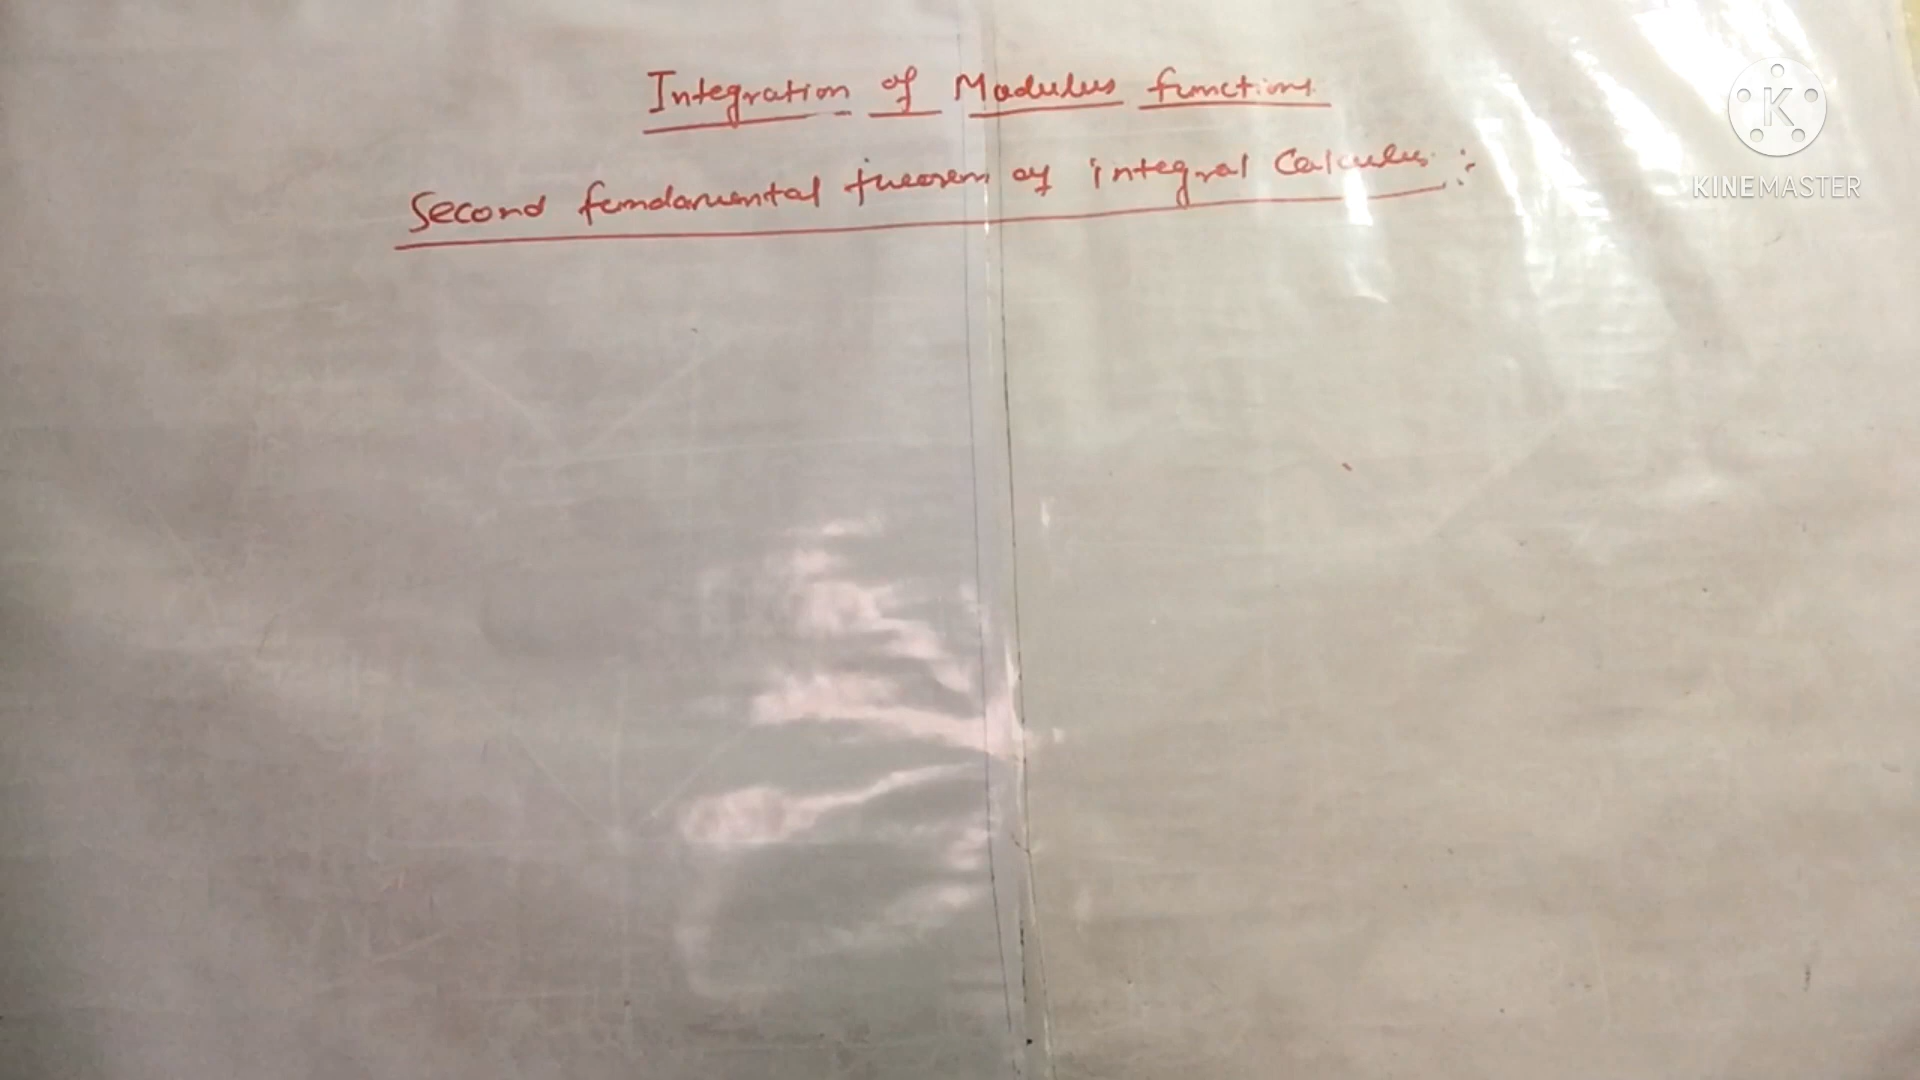 Integration of Modulus functions.
Second fundamental theorem of integral Calculus :-
K
KINEMASTER